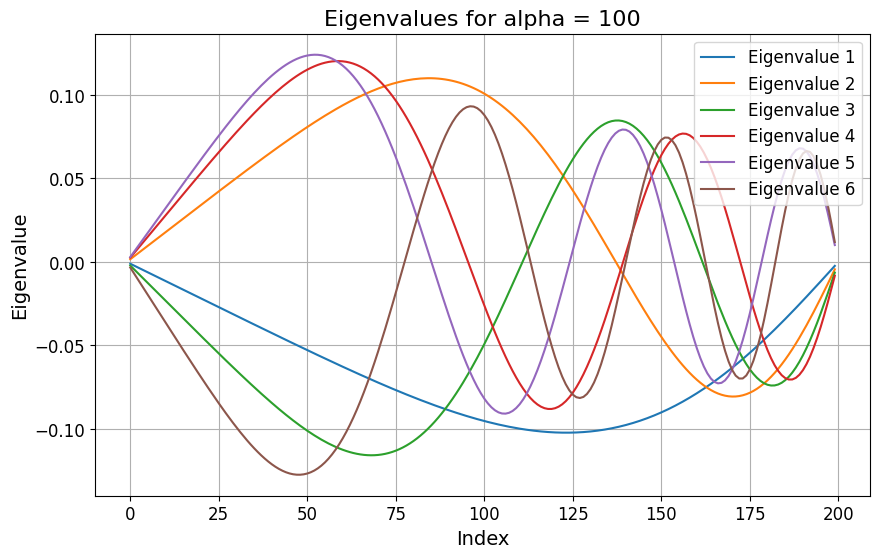 Eigenvalues for alpha = 100
Eigenvalue 1
Eigenvalue 2
Eigenvalue 3
Eigenvalue 4
Eigenvalue 5
Eigenvalue 6
Eigenvalue
0.10
0.05
0.00
−0.05
−0.10
0 25 50 75 100 125 150 175 200
Index